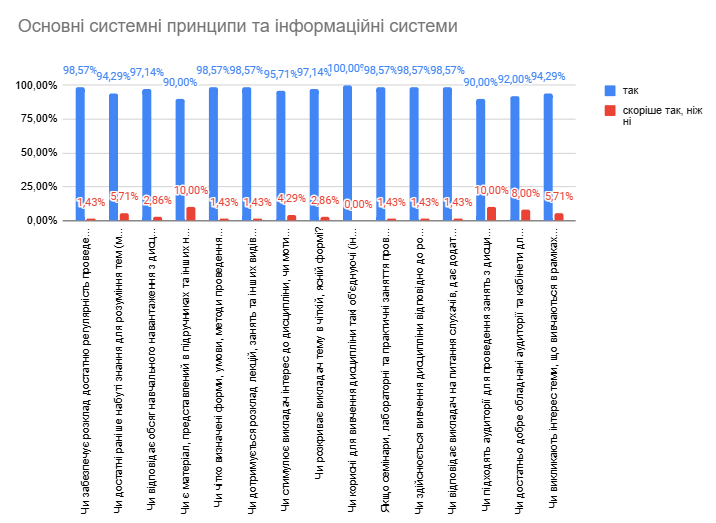 Основні системні принципи та інформаційні системи
98,57%
94,29%
97,14%
90,00%
98,57%
98,57%
95,71%
97,14%
100,00%
98,57%
98,57%
98,57%
90,00%
92,00%
94,29%
100,00%
75,00%
50,00%
25,00%
0,00%
1,43%
5,71%
2,86%
10,00%
1,43%
1,43%
4,29%
2,86%
0,00%
1,43%
1,43%
1,43%
10,00%
8,00%
5,71%
так
скоріше так, ніж
ні
Чи забезпечує розклад достатню регулярність проведе…
Чи достатні раніше набуті знання для розуміння тем (м…
Чи відповідає обсяг навчального навантаження з дисц…
Чи є матеріал, представлений в підручниках та інших н…
Чи чітко визначені форми, умови, методи проведення…
Чи дотримується розклад лекцій, занять та інших видів…
Чи стимулює викладач інтерес до дисципліни, чи моти…
Чи розкриває викладач тему в чіткій, ясній формі?
Чи корисні для вивчення дисципліни такі об'єднуючі (ін…
Якщо семінари, лабораторні та практичні заняття пров…
Чи здійснюється вивчення дисципліни відповідно до ро…
Чи відповідає викладач на питання слухачів, дає додат…
Чи підходять аудиторії для проведення занять з дисци…
Чи достатньо добре обладнані аудиторії та кабінети дл…
Чи викликають інтерес теми, що вивчаються в рамках…